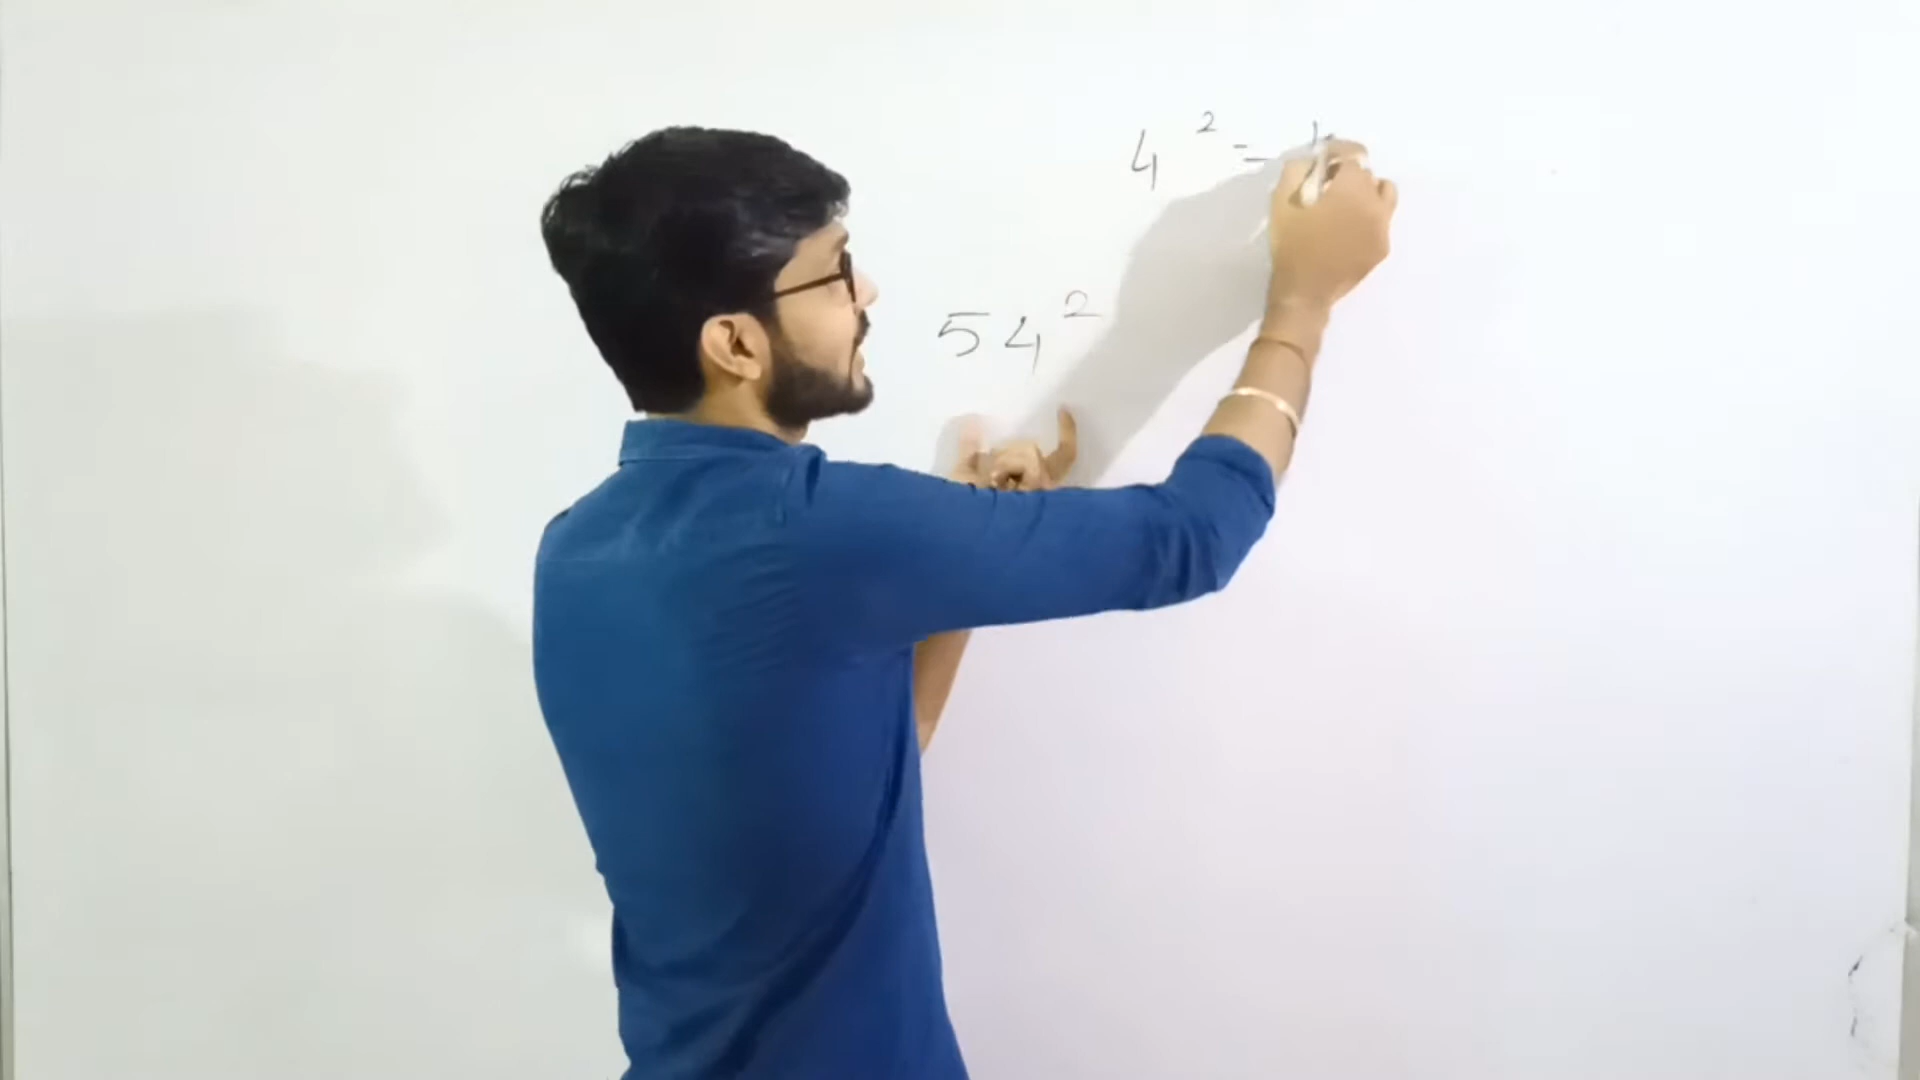 4² =
54²